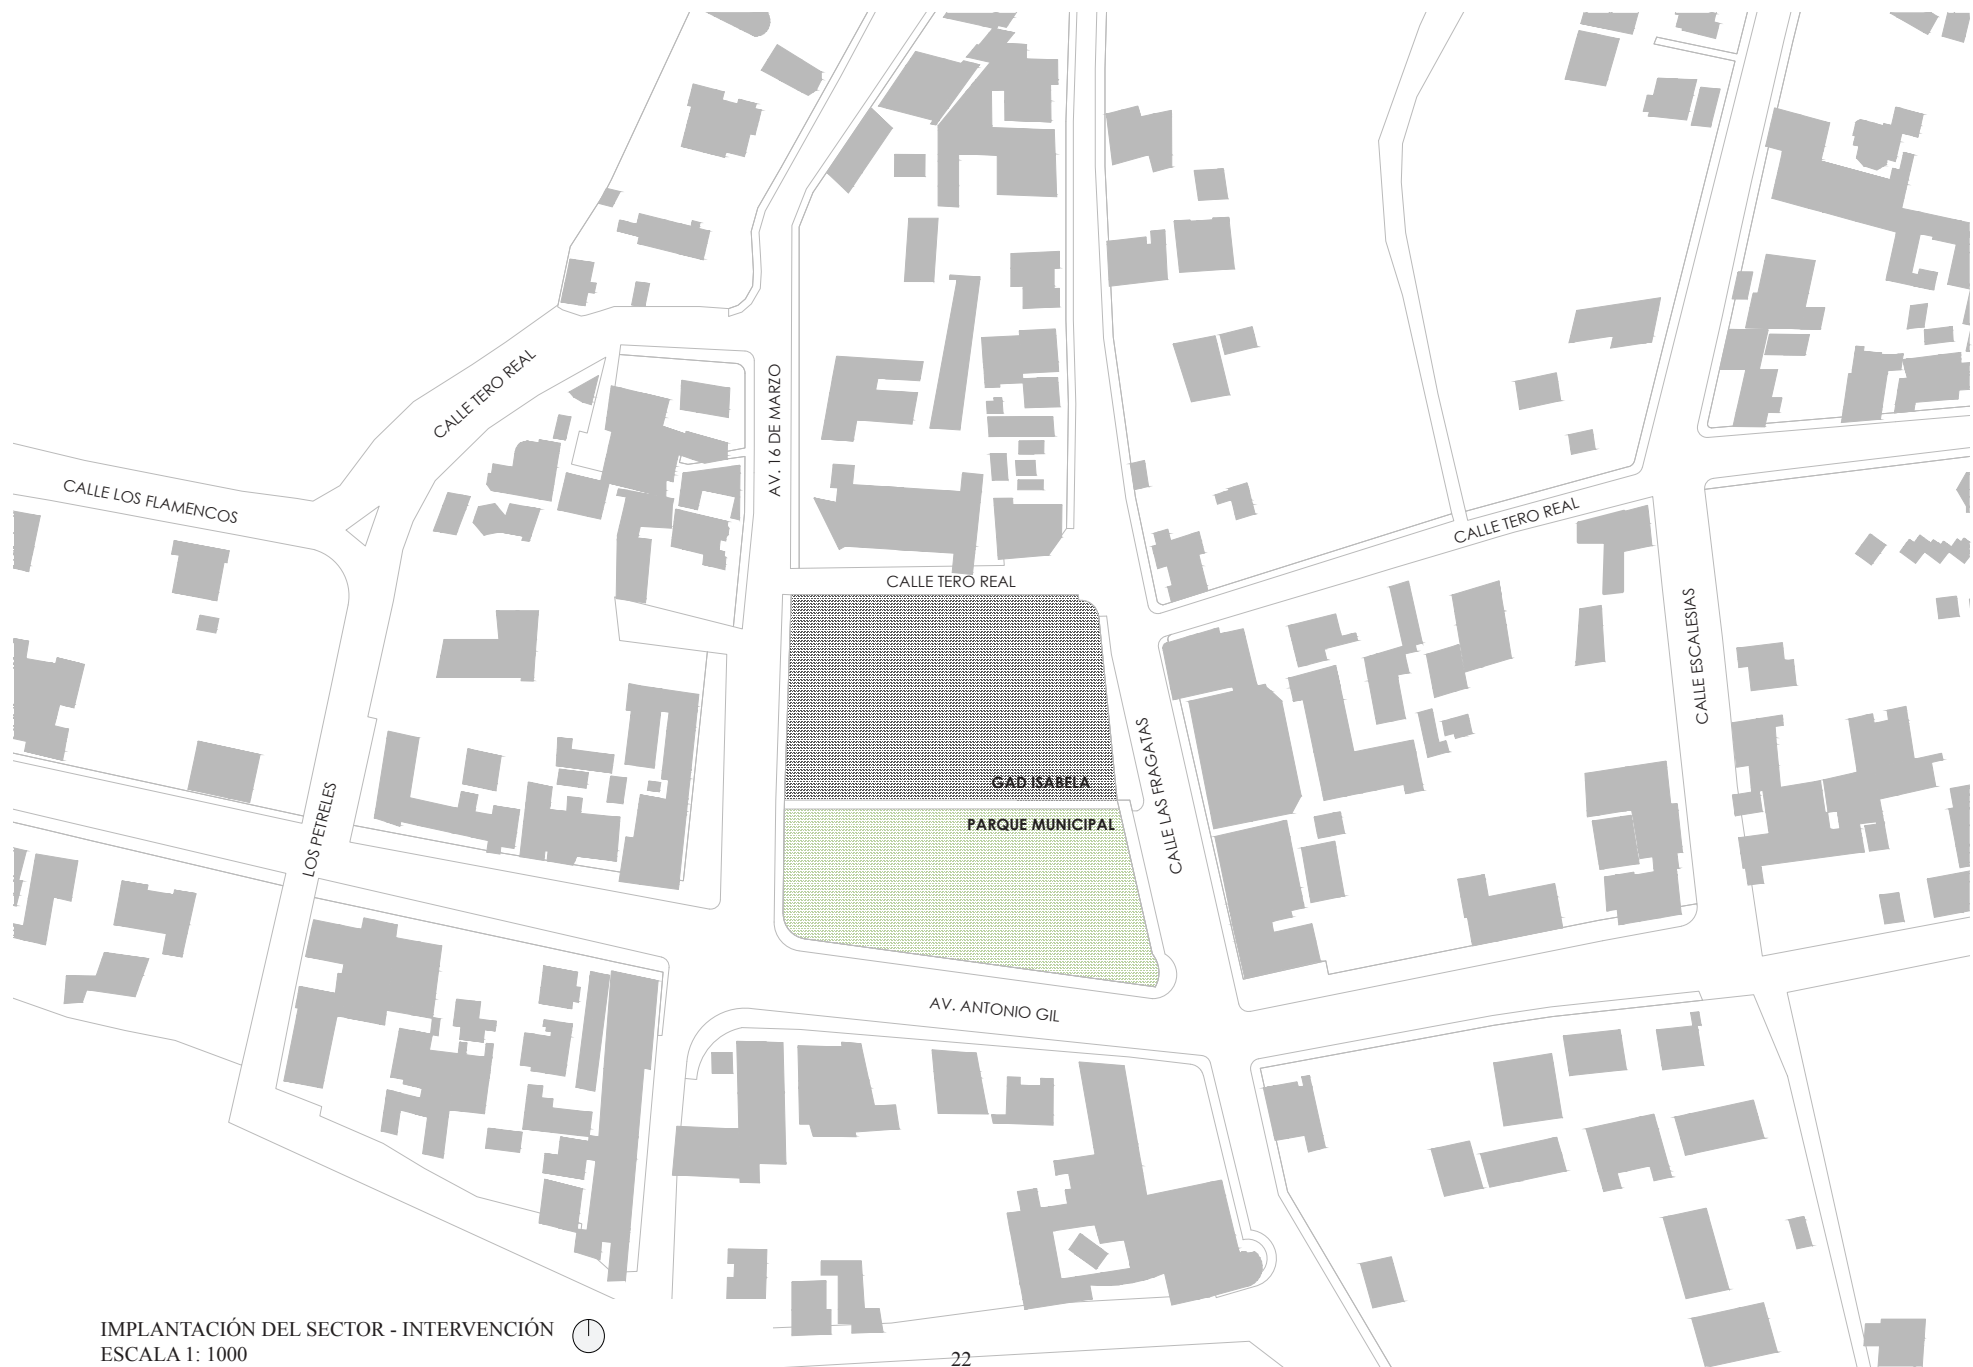 CALLE TERO REAL
AV. 16 DE MARZO
CALLE LOS FLAMENCOS
CALLE TERO REAL
CALLE TERO REAL
CALLE ESCALESIAS
GAD ISABELA
PARQUE MUNICIPAL
CALLE LAS FRAGATAS
LOS PETRELES
AV. ANTONIO GIL
IMPLANTACIÓN DEL SECTOR - INTERVENCIÓN
ESCALA 1: 1000
22